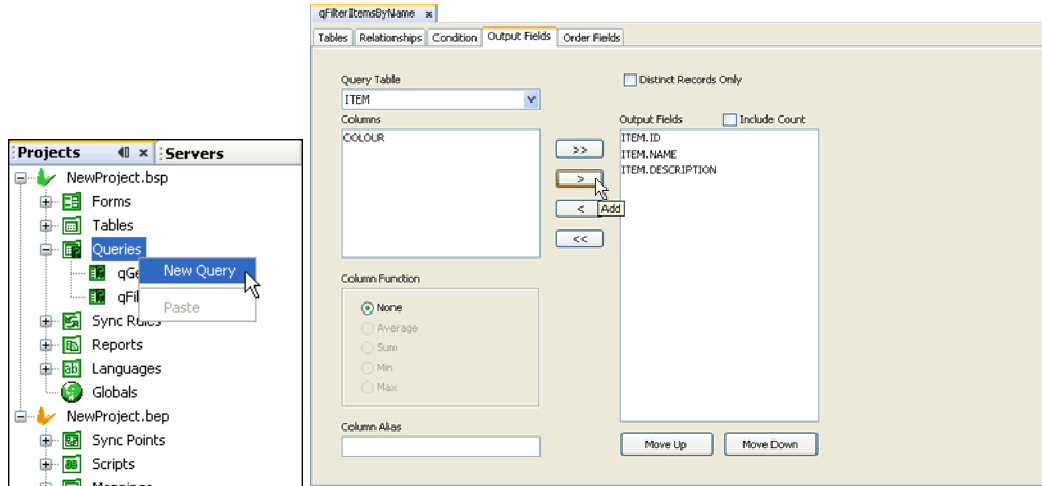 Projects
Servers
NewProject.bsp
Forms
Tables
Queries
qGe
qFil
New Query
Paste
Sync Rules
Reports
Languages
Globals
NewProject.bep
Sync Points
Scripts
Mappings
qFilterItemsByName
Tables Relationships Condition Output Fields Order Fields
Query Table
ITEM
Columns
COLOUR
>>
>
Add
<
<<
Column Function
None
Average
Sum
Min
Max
Column Alias
Distinct Records Only
Output Fields
Include Count
ITEM.ID
ITEM.NAME
ITEM.DESCRIPTION
Move Up
Move Down